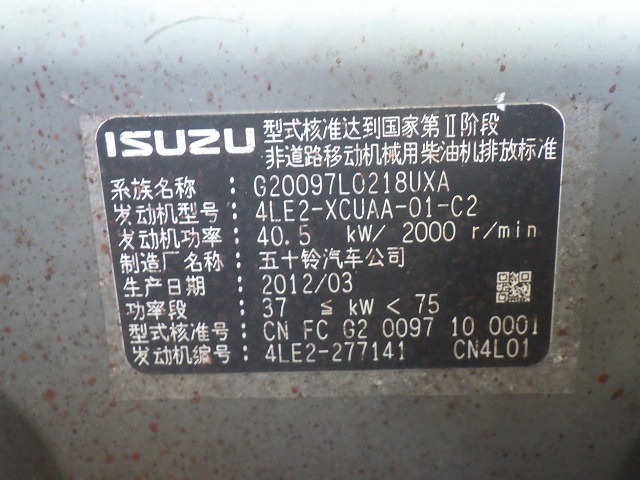 ISUZU 型式核准达到国家第Ⅱ阶段
非道路移动机械用柴油机排放标准
系族名称 : G20097L0218UXA
发动机型号 : 4LE2-XCUAA-01-C2
发动机功率 : 40.5 kW/ 2000 r/min
制造厂名称 : 五十铃汽车公司
生产日期 : 2012/03
功率段 : 37 ≦ kW < 75
型式核准号 : CN FC G2 0097 10 0001
发动机编号 : 4LE2-277141 CN4L01